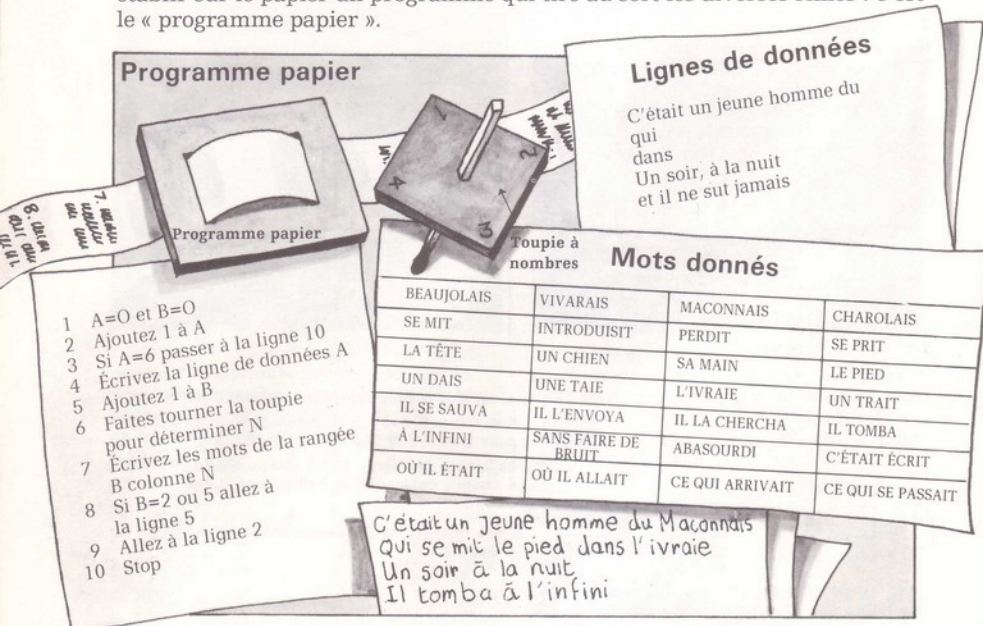 le « programme papier ».
Programme papier
Lignes de données
C'était un jeune homme du
qui
dans
Un soir, à la nuit
et il ne sut jamais
1
2
3
4
7.
8.
Programme papier
Toupie à
nombres
Mots donnés
BEAUJOLAIS VIVARAIS MACONNAIS CHAROLAIS
SE MIT INTRODUISIT PERDIT SE PRIT
LA TÊTE UN CHIEN SA MAIN LE PIED
UN DAIS UNE TAIE L'IVRAIE UN TRAIT
IL SE SAUVA IL L'ENVOYA IL LA CHERCHA IL TOMBA
À L'INFINI SANS FAIRE DE BRUIT ABASOURDI C'ÉTAIT ÉCRIT
OÙ IL ÉTAIT OÙ IL ALLAIT CE QUI ARRIVAIT CE QUI SE PASSAIT
1 A=O et B=O
2 Ajoutez 1 à A
3 Si A=6 passer à la ligne 10
4 Écrivez la ligne de données A
5 Ajoutez 1 à B
6 Faites tourner la toupie
pour déterminer N
7 Écrivez les mots de la rangée
B colonne N
8 Si B=2 ou 5 allez à
la ligne 5
9 Allez à la ligne 2
10 Stop
C'était un jeune homme du Maconnais
Qui se mit le pied dans l'ivraie
Un soir à la nuit
Il tomba à l'infini